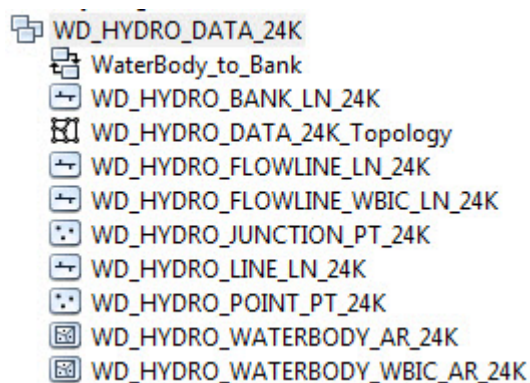 WD_HYDRO_DATA_24K
WaterBody_to_Bank
WD_HYDRO_BANK_LN_24K
WD_HYDRO_DATA_24K_Topology
WD_HYDRO_FLOWLINE_LN_24K
WD_HYDRO_FLOWLINE_WBIC_LN_24K
WD_HYDRO_JUNCTION_PT_24K
WD_HYDRO_LINE_LN_24K
WD_HYDRO_POINT_PT_24K
WD_HYDRO_WATERBODY_AR_24K
WD_HYDRO_WATERBODY_WBIC_AR_24K